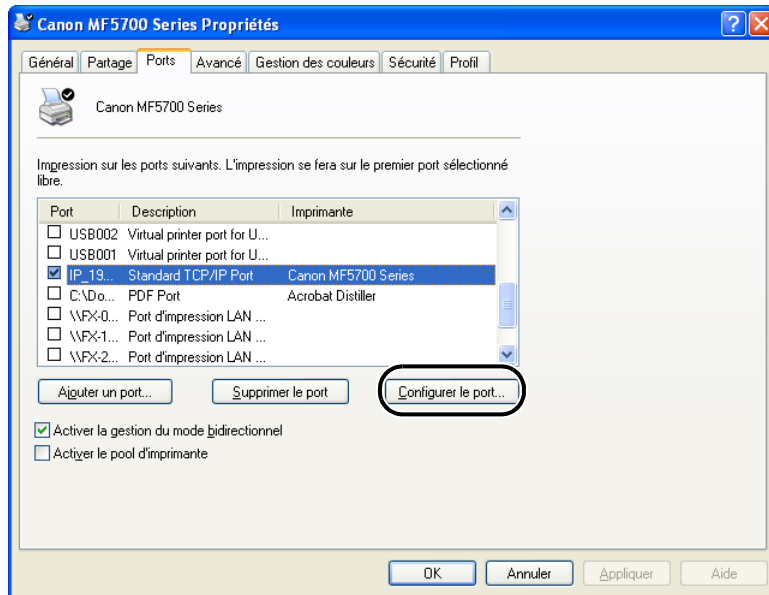 Canon MF5700 Series Propriétés
Général Partage Ports Avancé Gestion des couleurs Sécurité Profil
Canon MF5700 Series
Impression sur les ports suivants. L'impression se fera sur le premier port sélectionné
libre.
Port Description Imprimante
USB002 Virtual printer port for U...
USB001 Virtual printer port for U...
IP_19... Standard TCP/IP Port Canon MF5700 Series
C:\Do... PDF Port Acrobat Distiller
\\FX-0... Port d'impression LAN ...
\\FX-1... Port d'impression LAN ...
\\FX-2... Port d'impression LAN ...
Ajouter un port... Supprimer le port Configurer le port...
Activer la gestion du mode bidirectionnel
Activer le pool d'imprimante
OK Annuler Appliquer Aide